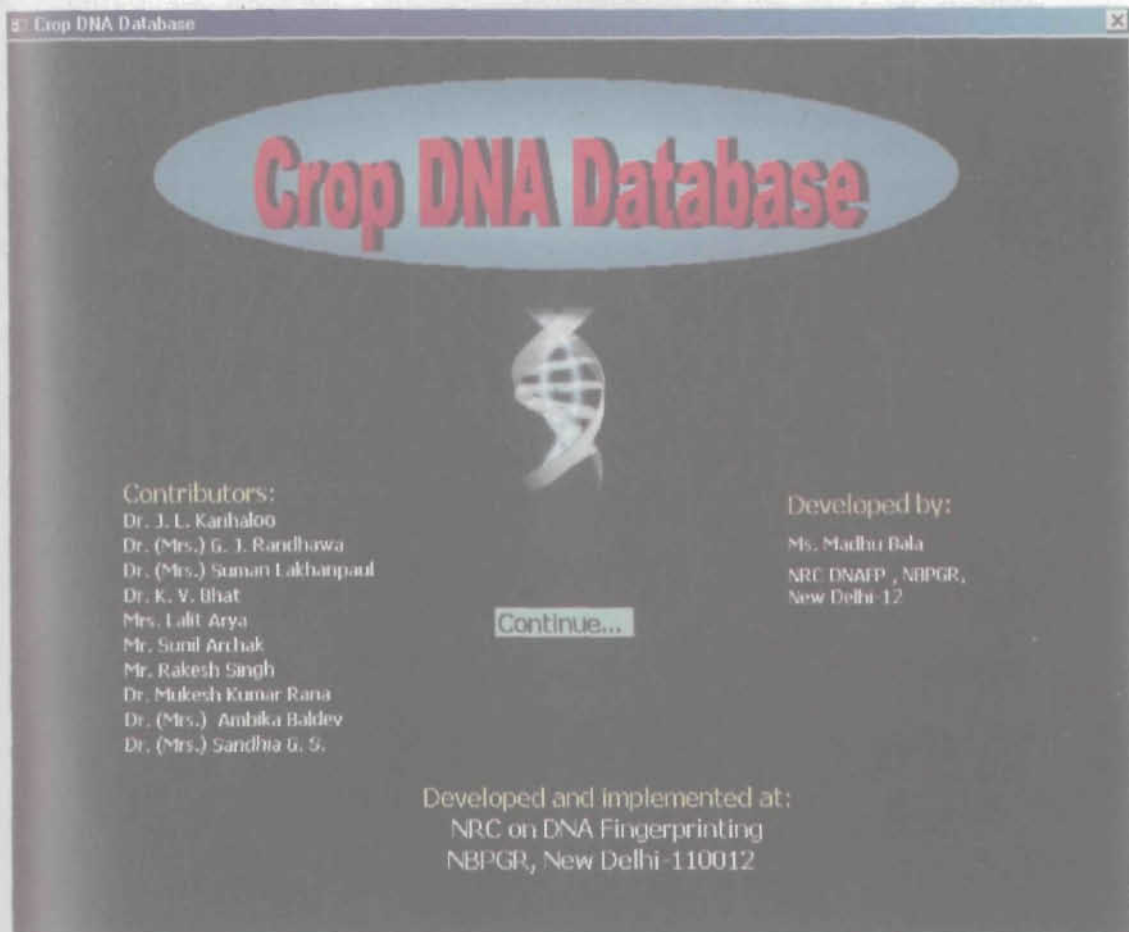 Crop DNA Database
Crop DNA Database
Contributors:
Dr. J. L. Karihaloo
Dr. (Mrs.) G. J. Randhawa
Dr. (Mrs.) Suman Lakhanpaul
Dr. K. V. Bhat
Mrs. Lalit Arya
Mr. Sunil Archak
Mr. Rakesh Singh
Dr. Mukesh Kumar Rana
Dr. (Mrs.) Ambika Baldev
Dr. (Mrs.) Sandhia G. S.
Developed by:
Ms. Madhu Bala
NRC DNAFP , NBPGR,
New Delhi-12
Continue...
Developed and implemented at:
NRC on DNA Fingerprinting
NBPGR, New Delhi-110012